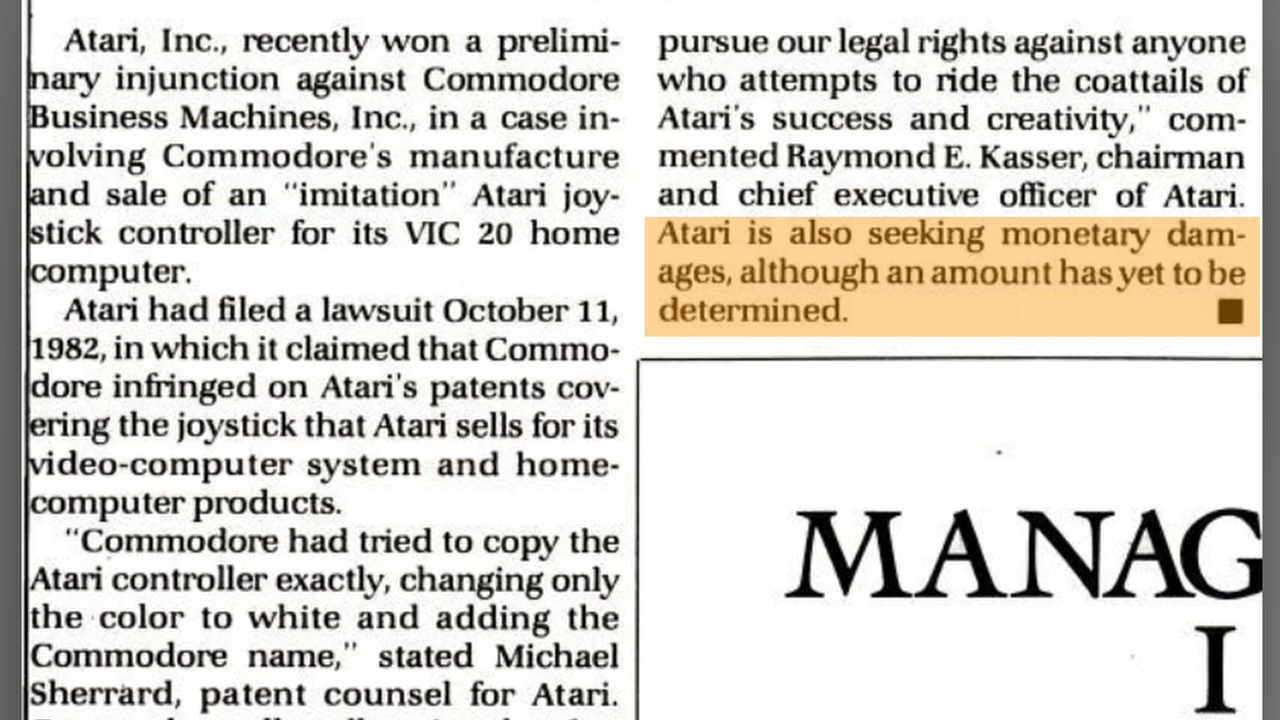 Atari, Inc., recently won a prelimi-
nary injunction against Commodore
Business Machines, Inc., in a case in-
volving Commodore's manufacture
and sale of an "imitation" Atari joy-
stick controller for its VIC 20 home
computer.
Atari had filed a lawsuit October 11,
1982, in which it claimed that Commo-
dore infringed on Atari's patents cov-
ering the joystick that Atari sells for its
video-computer system and home-
computer products.
"Commodore had tried to copy the
Atari controller exactly, changing only
the color to white and adding the
Commodore name," stated Michael
Sherrard, patent counsel for Atari.
pursue our legal rights against anyone
who attempts to ride the coattails of
Atari's success and creativity," com-
mented Raymond E. Kasser, chairman
and chief executive officer of Atari.
Atari is also seeking monetary dam-
ages, although an amount has yet to be
determined. ■
MANAG
I